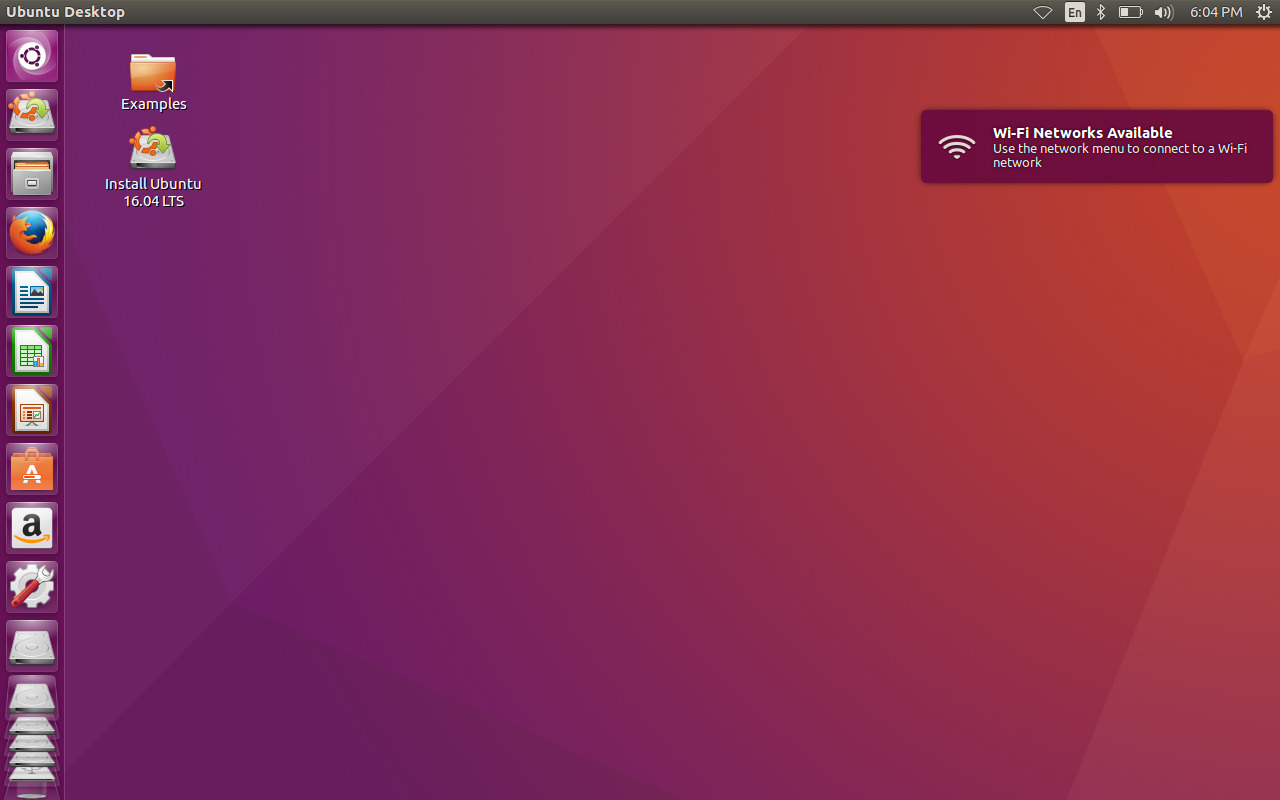 Ubuntu Desktop
En
6:04 PM
Examples
Install Ubuntu
16.04 LTS
Wi-Fi Networks Available
Use the network menu to connect to a Wi-Fi
network
a